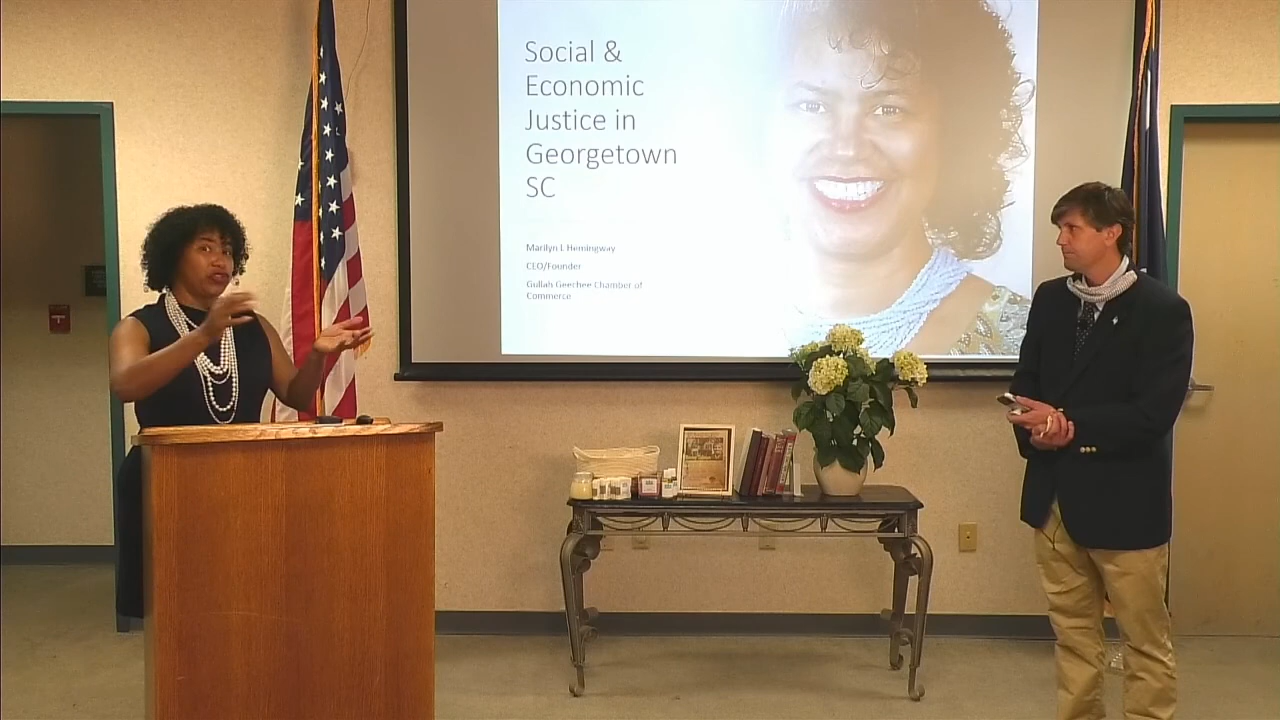 Social &
Economic
Justice in
Georgetown
SC
Marilyn L Hemingway
CEO/Founder
Gullah Geechee Chamber of
Commerce